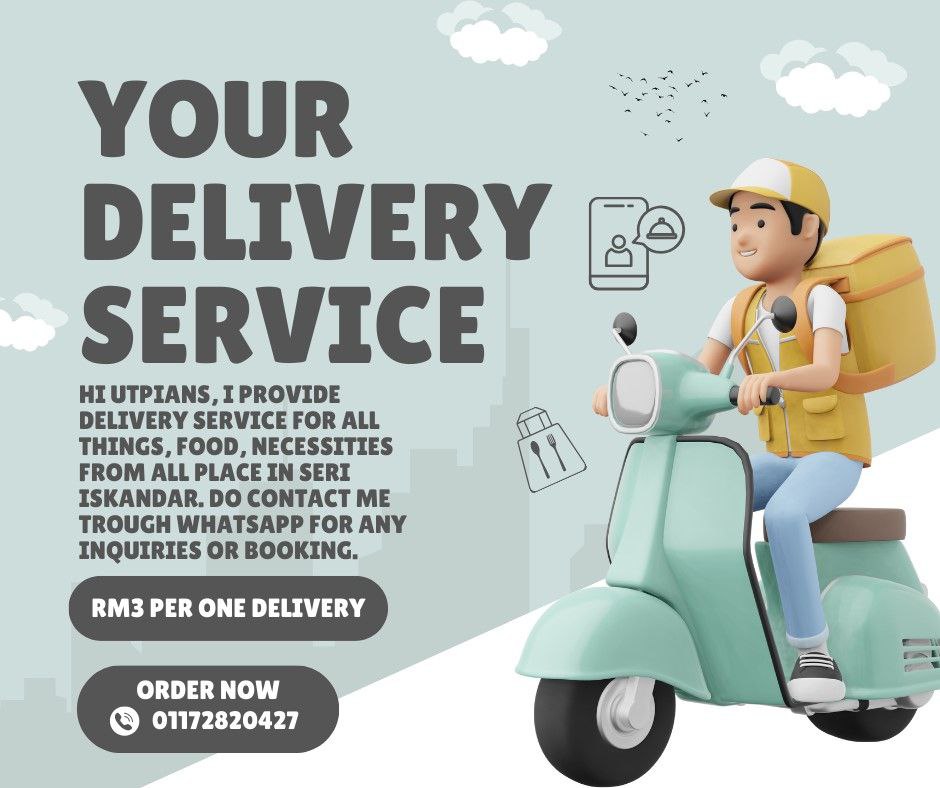 YOUR
DELIVERY
SERVICE
HI UTPIANS, I PROVIDE
DELIVERY SERVICE FOR ALL
THINGS, FOOD, NECESSITIES
FROM ALL PLACE IN SERI
ISKANDAR. DO CONTACT ME
TROUGH WHATSAPP FOR ANY
INQUIRIES OR BOOKING.
RM3 PER ONE DELIVERY
ORDER NOW
01172820427